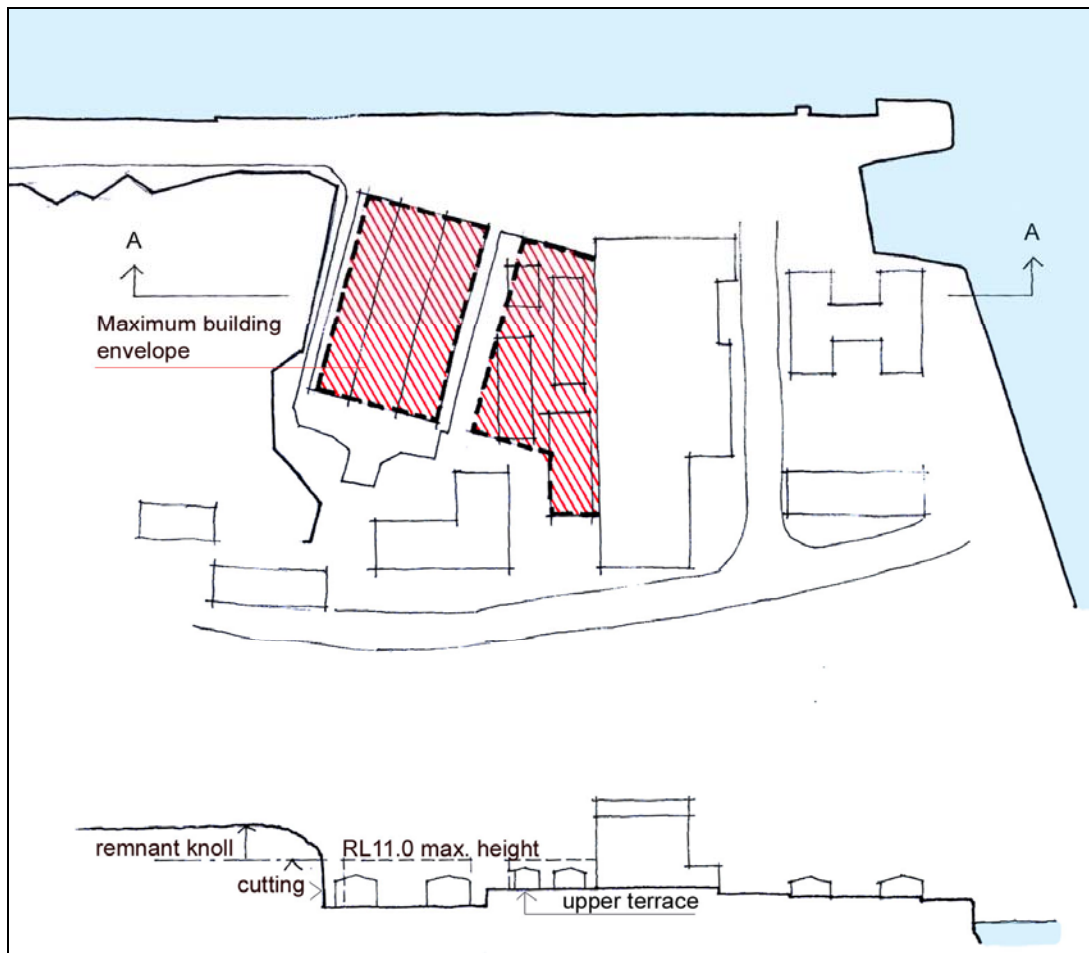 A
A
Maximum building
envelope
remnant knoll
RL11.0 max. height
cutting
upper terrace